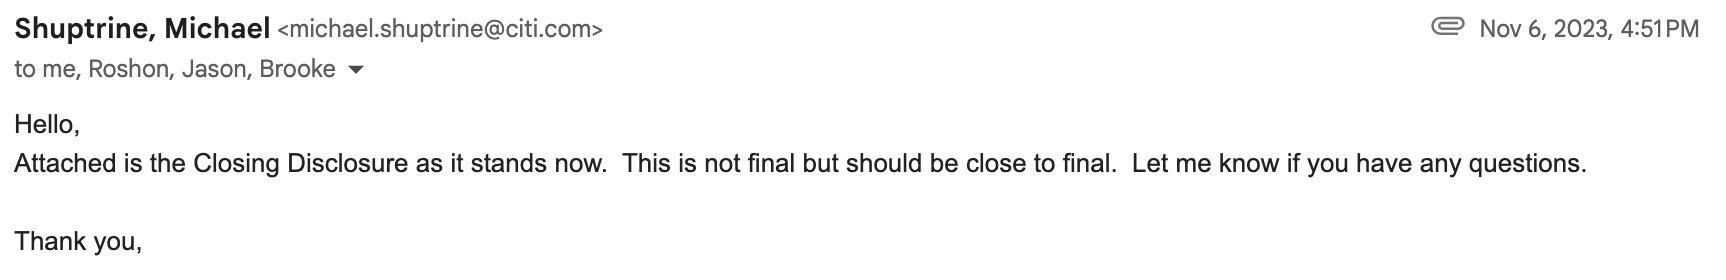 Shuptrine, Michael <michael.shuptrine@citi.com> Nov 6, 2023, 4:51 PM
to me, Roshon, Jason, Brooke
Hello,
Attached is the Closing Disclosure as it stands now.  This is not final but should be close to final.  Let me know if you have any questions.
Thank you,